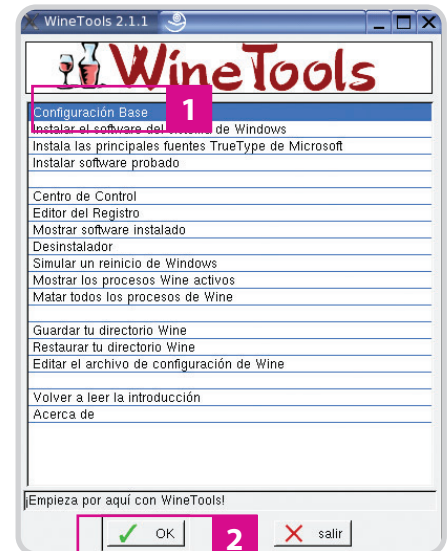 WineTools 2.1.1
WineTools
Configuración Base
1
Instalar el software del sistema de Windows
Instala las principales fuentes TrueType de Microsoft
Instalar software probado
Centro de Control
Editor del Registro
Mostrar software instalado
Desinstalador
Simular un reinicio de Windows
Mostrar los procesos Wine activos
Matar todos los procesos de Wine
Guardar tu directorio Wine
Restaurar tu directorio Wine
Editar el archivo de configuración de Wine
Volver a leer la introducción
Acerca de
¡Empieza por aquí con WineTools!
OK
2
salir